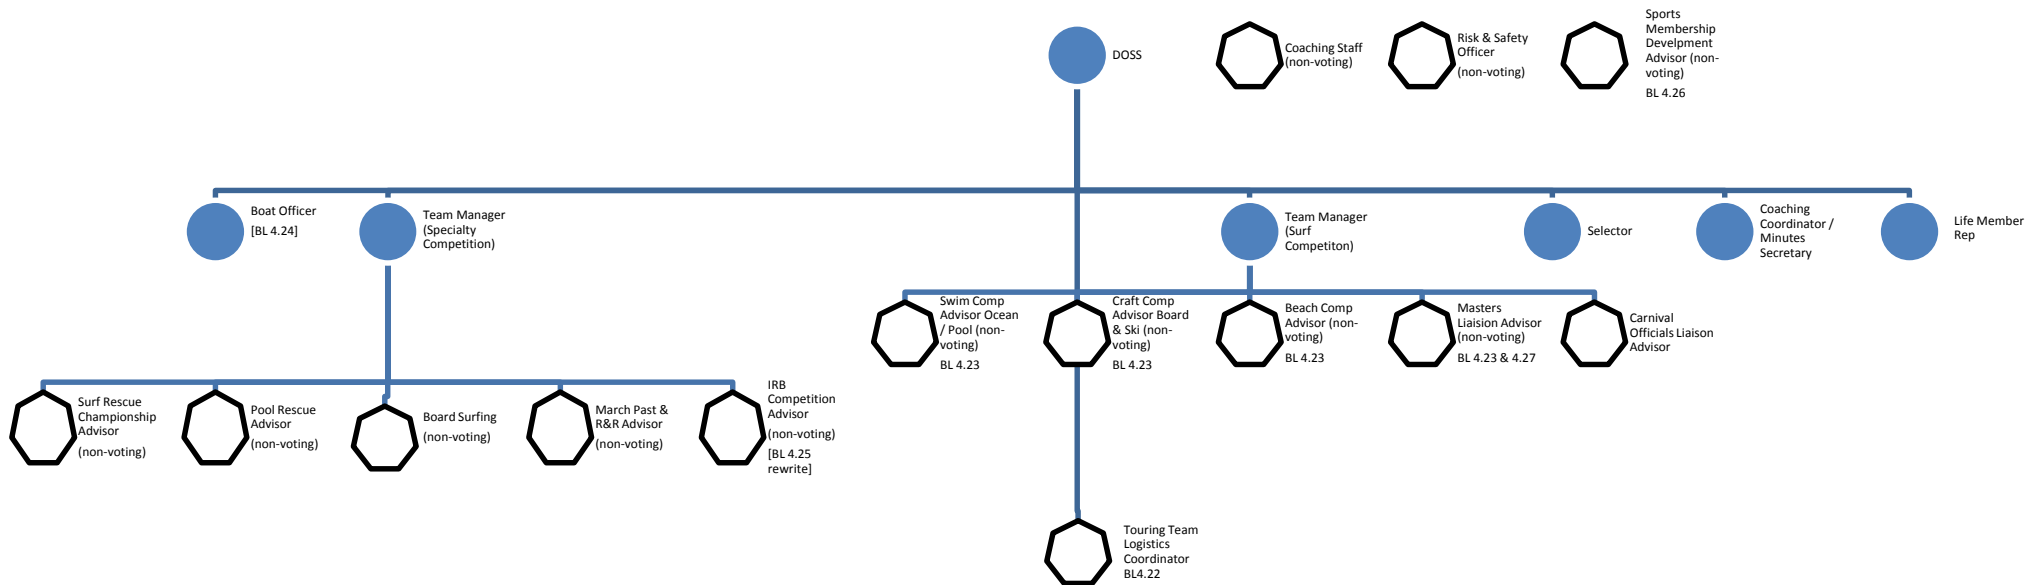 DOSS
Coaching Staff
(non-voting)
Risk & Safety
Officer
(non-voting)
Sports
Membership
Develpment
Advisor (non-
voting)
BL 4.26
Boat Officer
[BL 4.24]
Team Manager
(Specialty
Competition)
Team Manager
(Surf
Competiton)
Selector
Coaching
Coordinator /
Minutes
Secretary
Life Member
Rep
Swim Comp
Advisor Ocean
/ Pool (non-
voting)
BL 4.23
Craft Comp
Advisor Board
& Ski (non-
voting)
BL 4.23
Beach Comp
Advisor (non-
voting)
BL 4.23
Masters
Liaision Advisor
(non-voting)
BL 4.23 & 4.27
Carnival
Officials Liaison
Advisor
Surf Rescue
Championship
Advisor
(non-voting)
Pool Rescue
Advisor
(non-voting)
Board Surfing
(non-voting)
March Past &
R&R Advisor
(non-voting)
IRB
Competition
Advisor
(non-voting)
[BL 4.25
rewrite]
Touring Team
Logistics
Coordinator
BL4.22